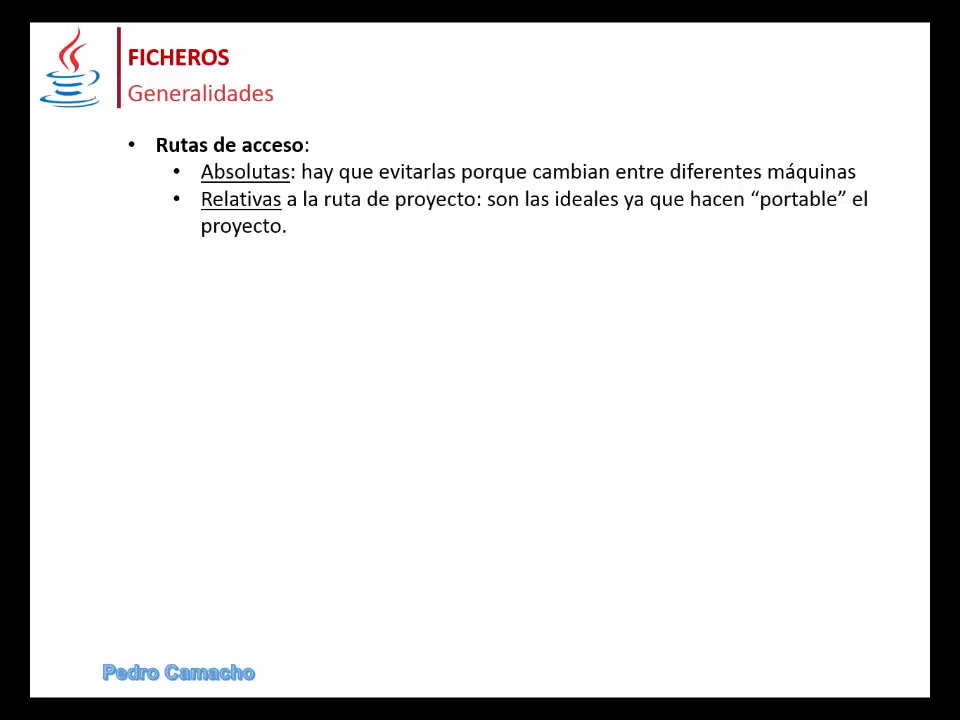 FICHEROS
Generalidades
• Rutas de acceso:
• Absolutas: hay que evitarlas porque cambian entre diferentes máquinas
• Relativas a la ruta de proyecto: son las ideales ya que hacen “portable” el
proyecto.
Pedro Camacho